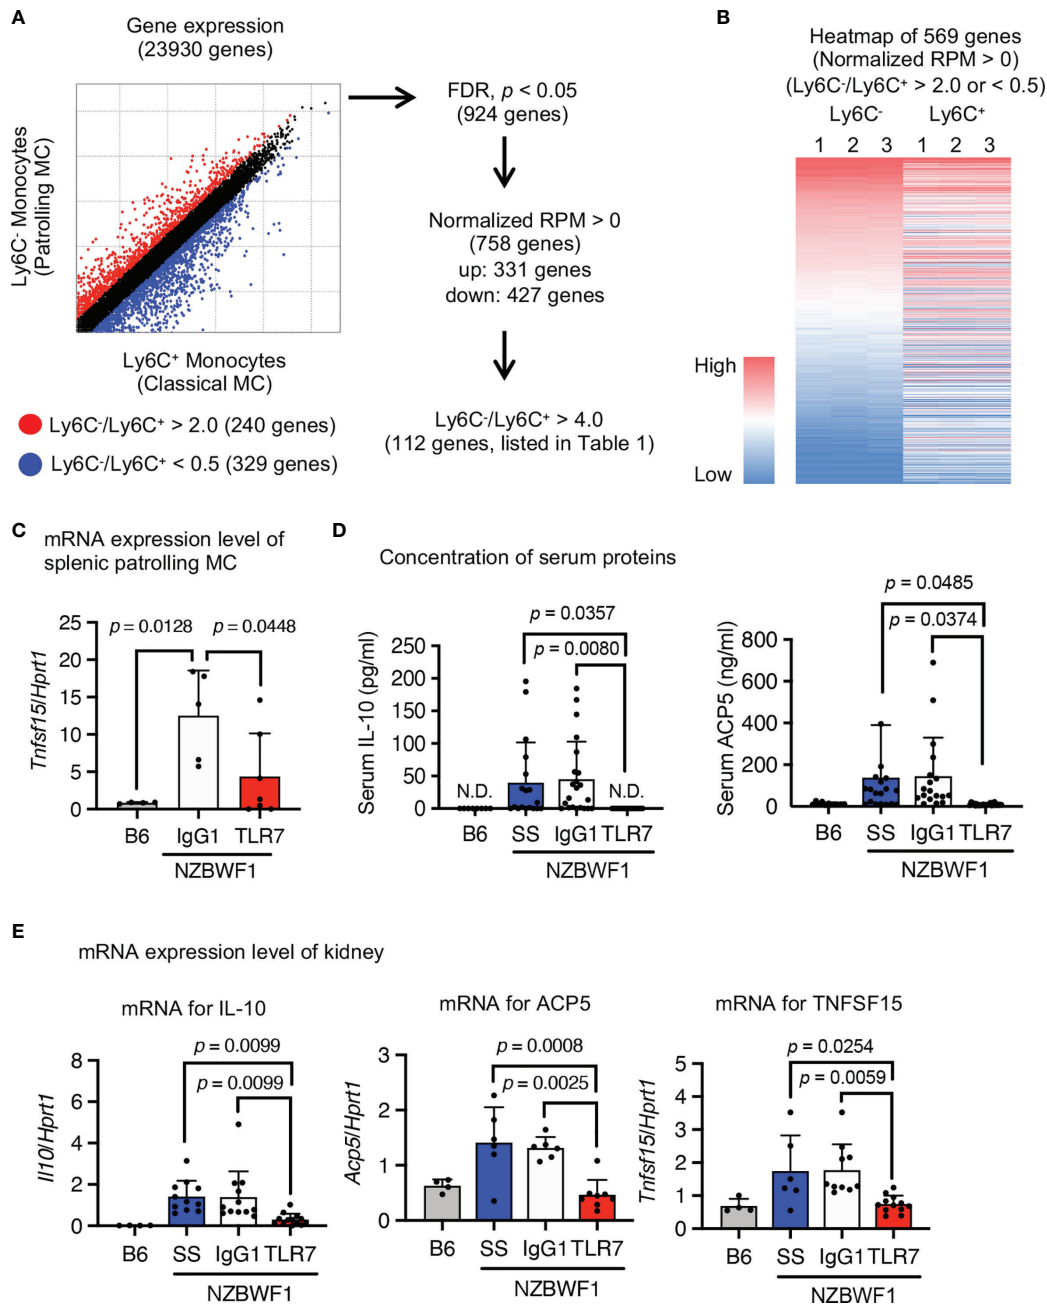 A
Gene expression
(23930 genes)
Ly6C⁻ Monocytes
(Patrolling MC)
Ly6C⁺ Monocytes
(Classical MC)
Ly6C⁻/Ly6C⁺ > 2.0 (240 genes)
Ly6C⁻/Ly6C⁺ < 0.5 (329 genes)
FDR, p < 0.05
(924 genes)
Normalized RPM > 0
(758 genes)
up: 331 genes
down: 427 genes
Ly6C⁻/Ly6C⁺ > 4.0
(112 genes, listed in Table 1)
B
Heatmap of 569 genes
(Normalized RPM > 0)
(Ly6C⁻/Ly6C⁺ > 2.0 or < 0.5)
Ly6C⁻ Ly6C⁺
1 2 3 1 2 3
High
Low
C
mRNA expression level of
splenic patrolling MC
p = 0.0128 p = 0.0448
Tnfsf15/Hprt1
25
20
15
10
5
0
B6 IgG1 TLR7
NZBWF1
D
Concentration of serum proteins
p = 0.0357
p = 0.0080
Serum IL-10 (pg/ml)
250
200
150
100
50
0
N.D. N.D.
B6 SS IgG1 TLR7
NZBWF1
p = 0.0485
p = 0.0374
Serum ACP5 (ng/ml)
800
600
400
200
0
B6 SS IgG1 TLR7
NZBWF1
E
mRNA expression level of kidney
mRNA for IL-10
p = 0.0099
p = 0.0099
Il10/Hprt1
8
6
4
2
0
B6 SS IgG1 TLR7
NZBWF1
mRNA for ACP5
p = 0.0008
p = 0.0025
Acp5/Hprt1
3
2
1
0
B6 SS IgG1 TLR7
NZBWF1
mRNA for TNFSF15
p = 0.0254
p = 0.0059
Tnfsf15/Hprt1
5
4
3
2
1
0
B6 SS IgG1 TLR7
NZBWF1